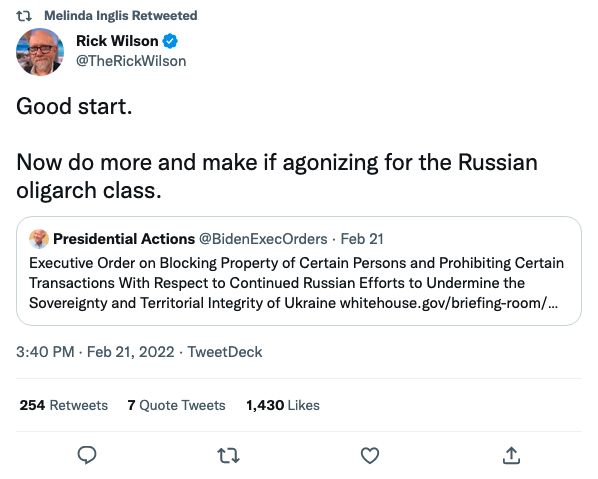 Melinda Inglis Retweeted
Rick Wilson
@TheRickWilson
Good start.
Now do more and make if agonizing for the Russian
oligarch class.
Presidential Actions @BidenExecOrders · Feb 21
Executive Order on Blocking Property of Certain Persons and Prohibiting Certain
Transactions With Respect to Continued Russian Efforts to Undermine the
Sovereignty and Territorial Integrity of Ukraine whitehouse.gov/briefing-room/...
3:40 PM · Feb 21, 2022 · TweetDeck
254 Retweets 7 Quote Tweets 1,430 Likes